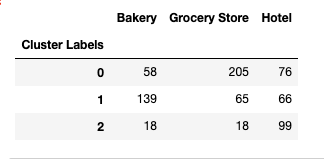 Bakery Grocery Store Hotel
Cluster Labels
0 58 205 76
1 139 65 66
2 18 18 99